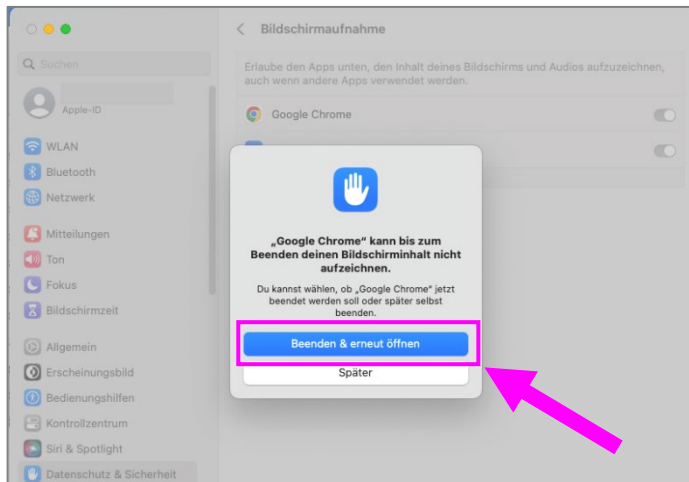 Bildschirmaufnahme
Suchen
Apple-ID
WLAN
Bluetooth
Netzwerk
Mitteilungen
Ton
Fokus
Bildschirmzeit
Allgemein
Erscheinungsbild
Bedienungshilfen
Kontrollzentrum
Siri & Spotlight
Datenschutz & Sicherheit
Erlaube den Apps unten, den Inhalt deines Bildschirms und Audios aufzuzeichnen,
auch wenn andere Apps verwendet werden.
Google Chrome
„Google Chrome“ kann bis zum
Beenden deinen Bildschirminhalt nicht
aufzeichnen.
Du kannst wählen, ob „Google Chrome“ jetzt
beendet werden soll oder später selbst
beenden.
Beenden & erneut öffnen
Später